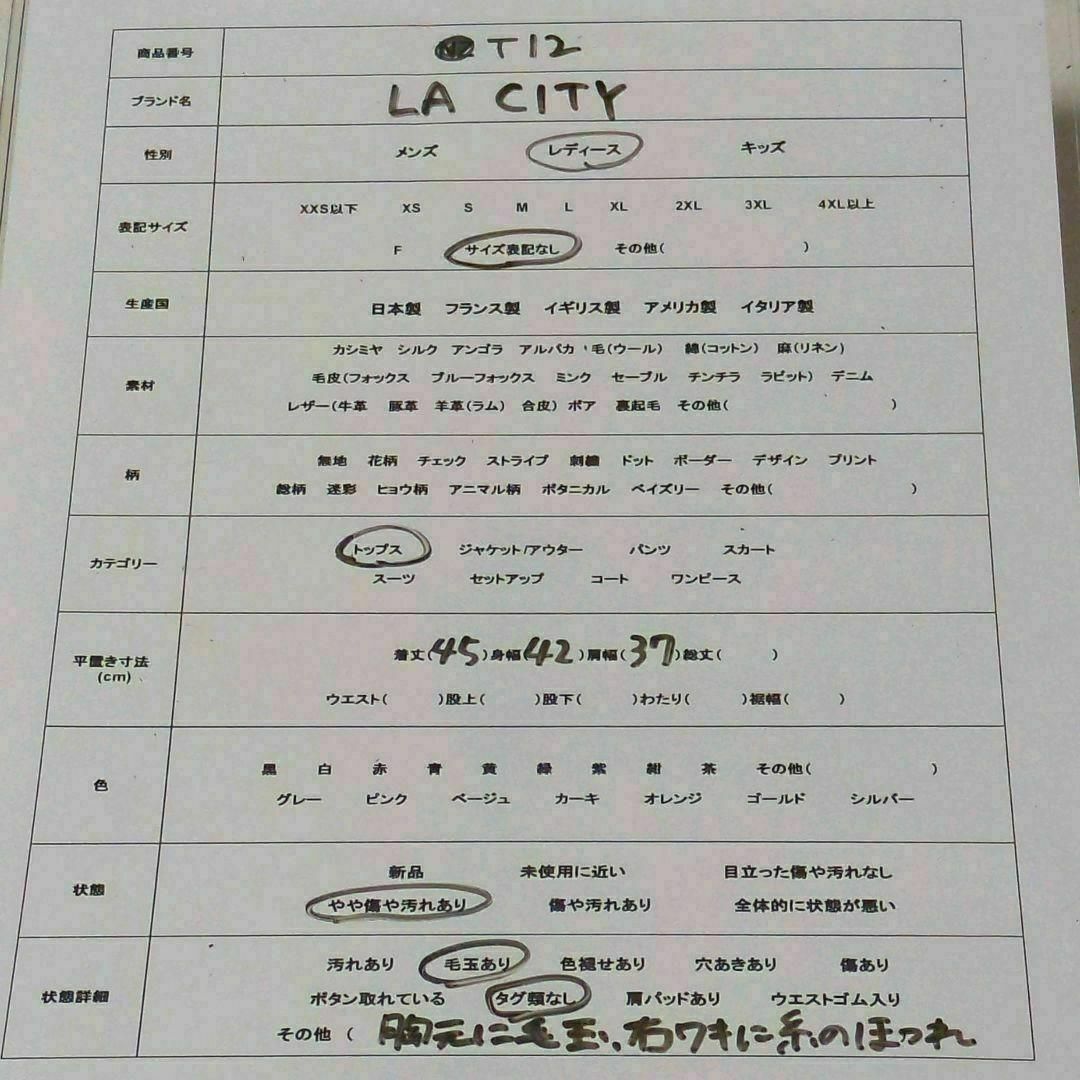 商品番号 T12
ブランド名 LA CITY
性別 メンズ レディース キッズ
XXS以下 XS S M L XL 2XL 3XL 4XL以上
表記サイズ
F サイズ表記なし その他( )
生産国 日本製 フランス製 イギリス製 アメリカ製 イタリア製
カシミヤ シルク アンゴラ アルパカ 毛(ウール) 綿(コットン) 麻(リネン)
素材 毛皮(フォックス ブルーフォックス ミンク セーブル チンチラ ラビット) デニム
レザー(牛革 豚革 羊革(ラム) 合皮) ボア 裏起毛 その他( )
柄 無地 花柄 チェック ストライプ 刺繍 ドット ボーダー デザイン プリント
総柄 迷彩 ヒョウ柄 アニマル柄 ボタニカル ペイズリー その他( )
カテゴリー トップス ジャケット/アウター パンツ スカート
スーツ セットアップ コート ワンピース
平置き寸法 着丈(45)身幅(42)肩幅(37)総丈( )
(cm)
ウエスト( )股上( )股下( )わたり( )裾幅( )
色 黒 白 赤 青 黄 緑 紫 紺 茶 その他( )
グレー ピンク ベージュ カーキ オレンジ ゴールド シルバー
状態 新品 未使用に近い 目立った傷や汚れなし
やや傷や汚れあり 傷や汚れあり 全体的に状態が悪い
汚れあり 毛玉あり 色褪せあり 穴あきあり 傷あり
状態詳細 ボタン取れている タグ類なし 肩パッドあり ウエストゴム入り
その他 ( 胸元に毛玉、右ワキに糸のほつれ